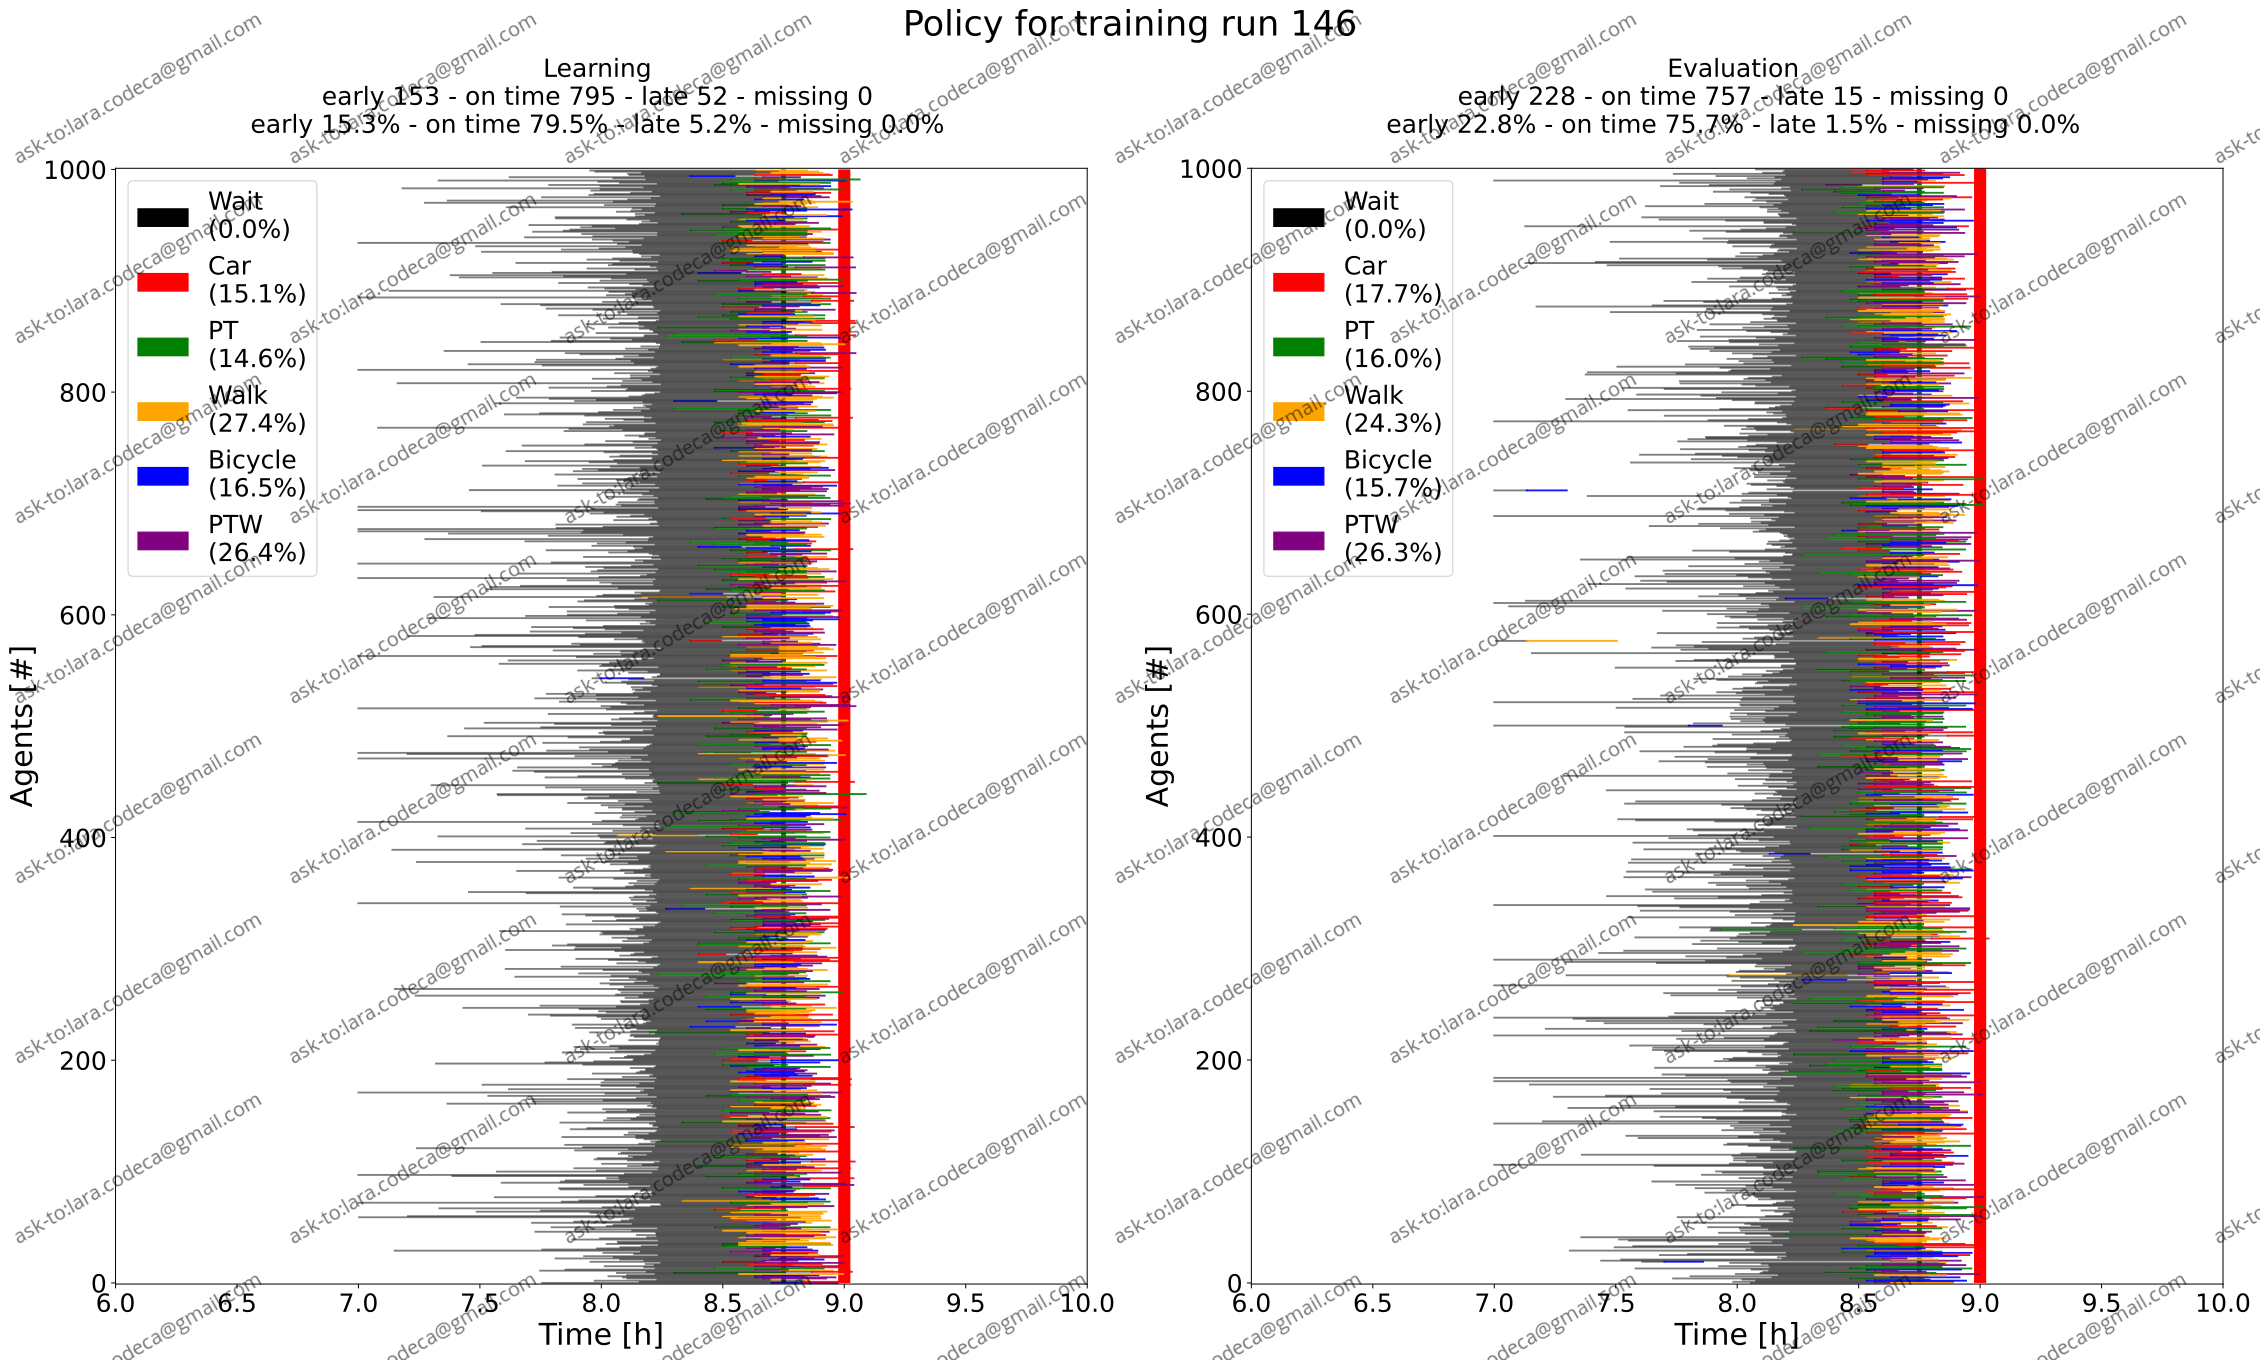 Policy for training run 146
Learning
early 153 - on time 795 - late 52 - missing 0
early 15.3% - on time 79.5% - late 5.2% - missing 0.0%
Evaluation
early 228 - on time 757 - late 15 - missing 0
early 22.8% - on time 75.7% - late 1.5% - missing 0.0%
Agents [#]
1000
800
600
400
200
0
Wait
(0.0%)
Car
(15.1%)
PT
(14.6%)
Walk
(27.4%)
Bicycle
(16.5%)
PTW
(26.4%)
6.0 6.5 7.0 7.5 8.0 8.5 9.0 9.5 10.0
Time [h]
Agents [#]
1000
800
600
400
200
0
Wait
(0.0%)
Car
(17.7%)
PT
(16.0%)
Walk
(24.3%)
Bicycle
(15.7%)
PTW
(26.3%)
6.0 6.5 7.0 7.5 8.0 8.5 9.0 9.5 10.0
Time [h]
ask-to:lara.codeca@gmail.com